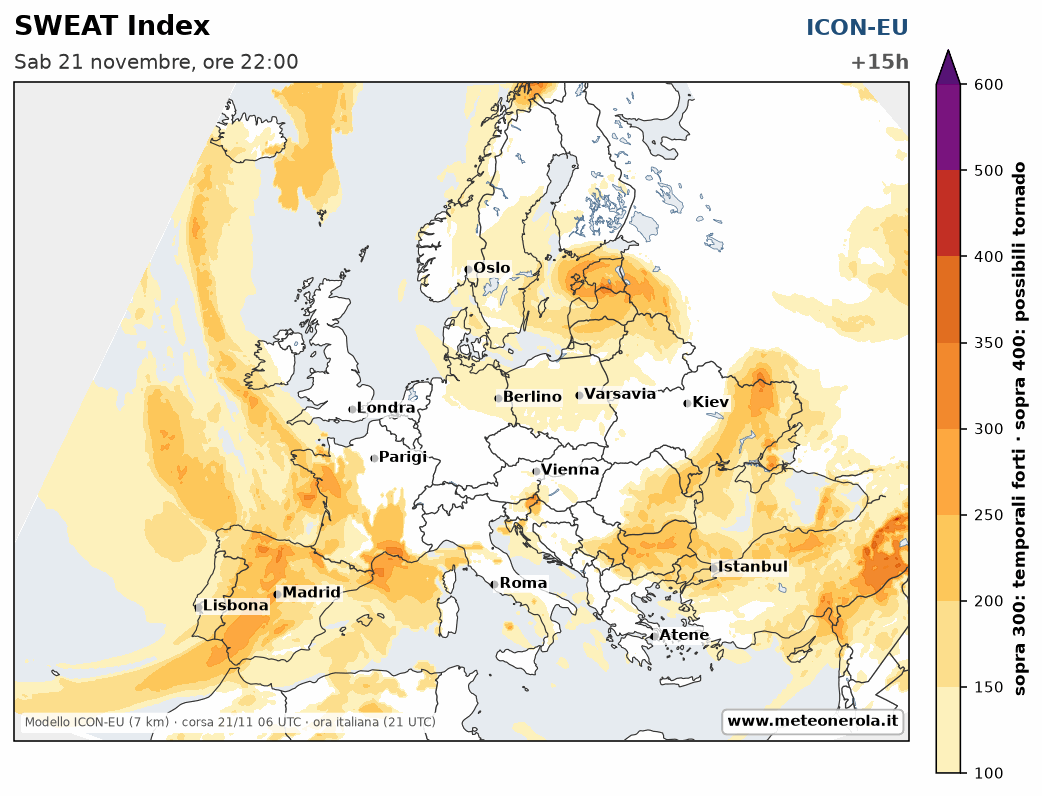 SWEAT Index
ICON-EU
Sab 21 novembre, ore 22:00
+15h
600
500
400
350
300
250
200
150
100
sopra 300: temporali forti · sopra 400: possibili tornado
Oslo
Londra
Berlino
Varsavia
Kiev
Parigi
Vienna
Istanbul
Lisbona
Madrid
Roma
Atene
Modello ICON-EU (7 km) · corsa 21/11 06 UTC · ora italiana (21 UTC)
www.meteonerola.it